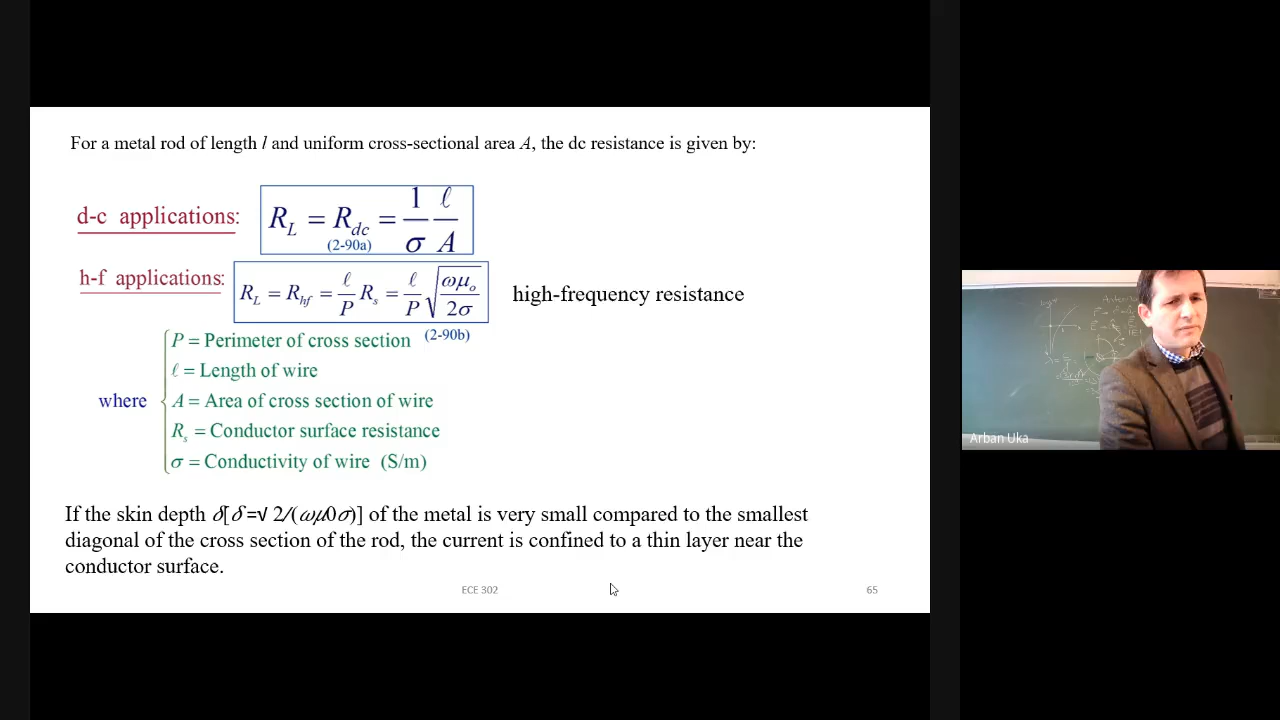 For a metal rod of length l and uniform cross-sectional area A, the dc resistance is given by:
d-c applications: R_L = R_dc = 1/σ ℓ/A
(2-90a)
h-f applications: R_L = R_hf = ℓ/P R_s = ℓ/P √(ωμ_o/2σ) high-frequency resistance
(2-90b)
P = Perimeter of cross section
ℓ = Length of wire
where A = Area of cross section of wire
R_s = Conductor surface resistance
σ = Conductivity of wire (S/m)
If the skin depth δ[δ =√ 2/(ωμ0σ)] of the metal is very small compared to the smallest
diagonal of the cross section of the rod, the current is confined to a thin layer near the
conductor surface.
ECE 302
65
Arban Uka